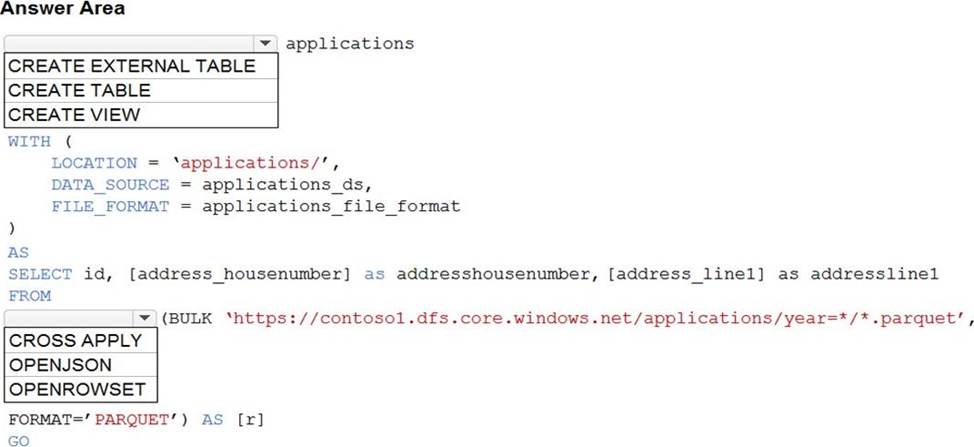 Answer Area
applications
CREATE EXTERNAL TABLE
CREATE TABLE
CREATE VIEW
WITH (
LOCATION = ‘applications/’,
DATA_SOURCE = applications_ds,
FILE_FORMAT = applications_file_format
)
AS
SELECT id, [address_housenumber] as addresshousenumber, [address_line1] as addressline1
FROM
(BULK ‘https://contoso1.dfs.core.windows.net/applications/year=*/*.parquet’,
CROSS APPLY
OPENJSON
OPENROWSET
FORMAT=’PARQUET’) AS [r]
GO